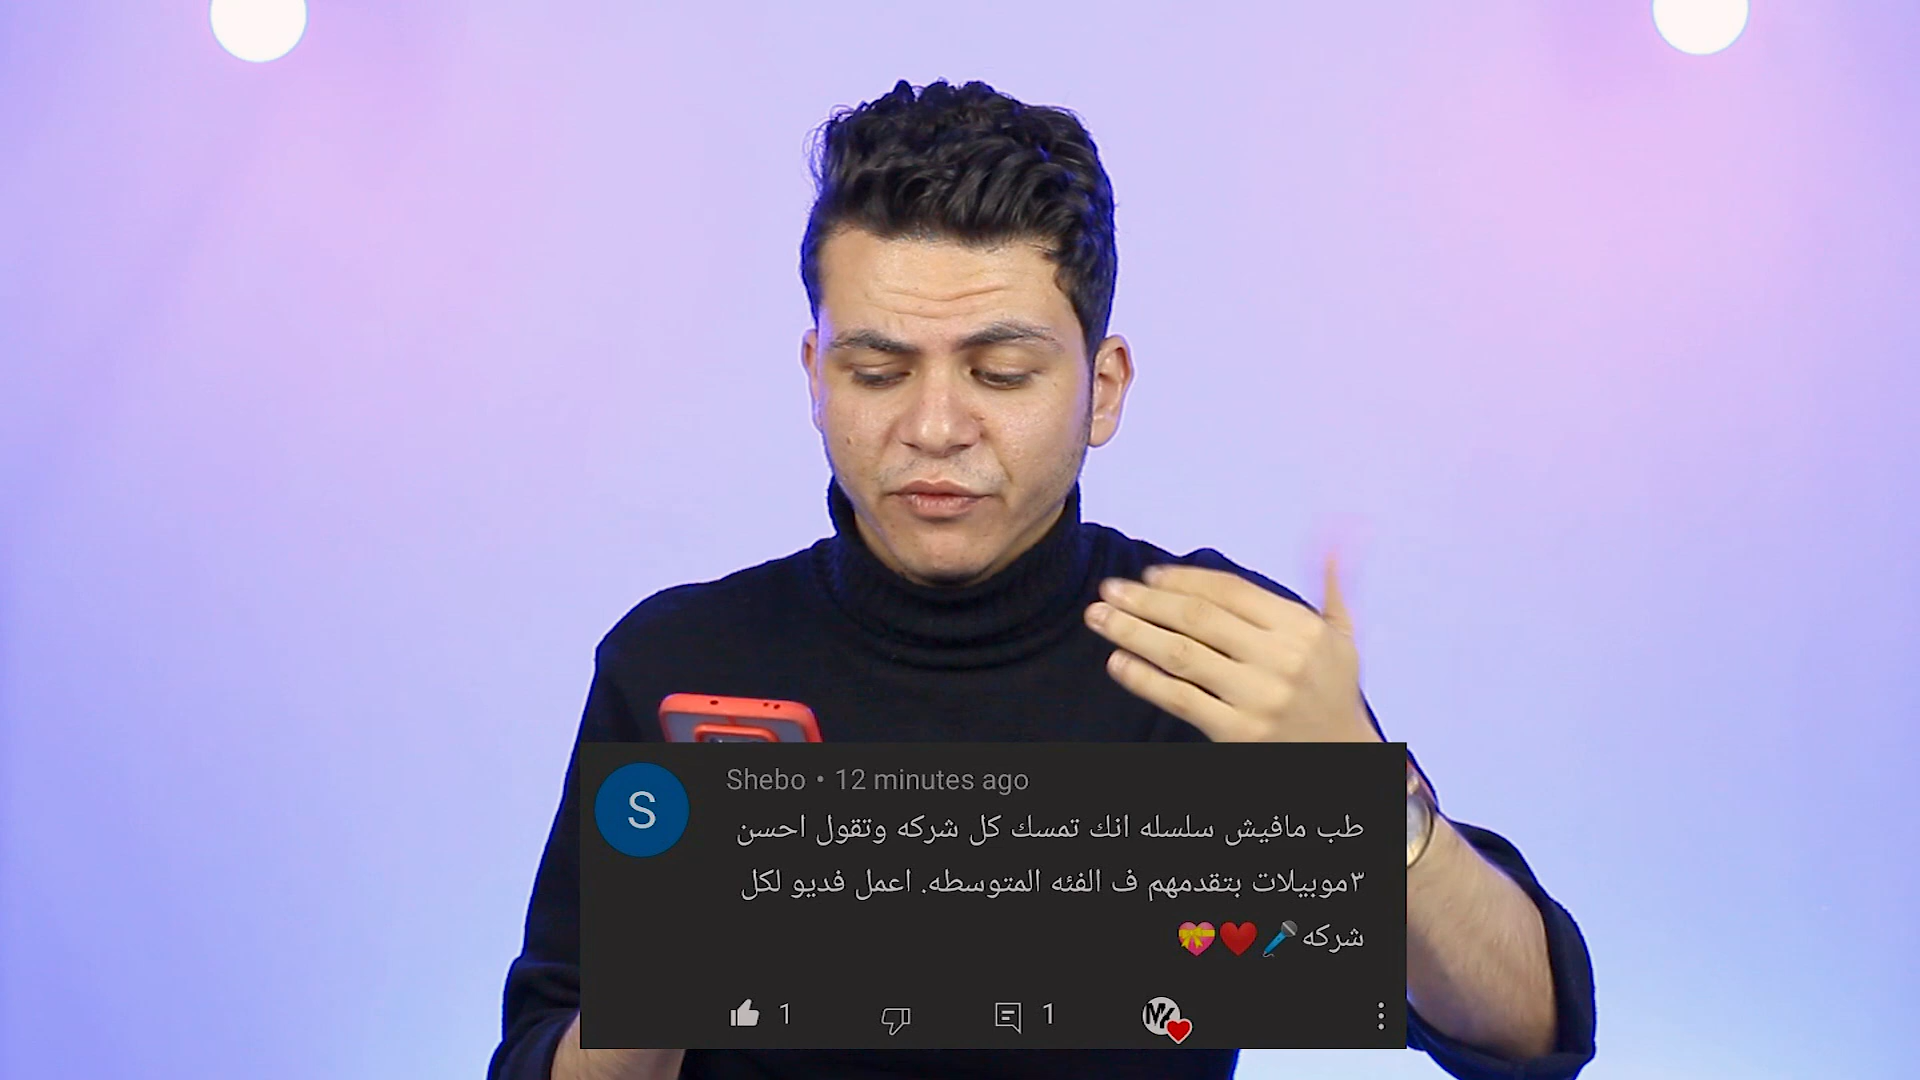 S
Shebo • 12 minutes ago
طب مافيش سلسله انك تمسك كل شركه وتقول احسن
٣موبيلات بتقدمهم ف الفئه المتوسطه. اعمل فديو لكل
شركه🎤❤️💝
1
1